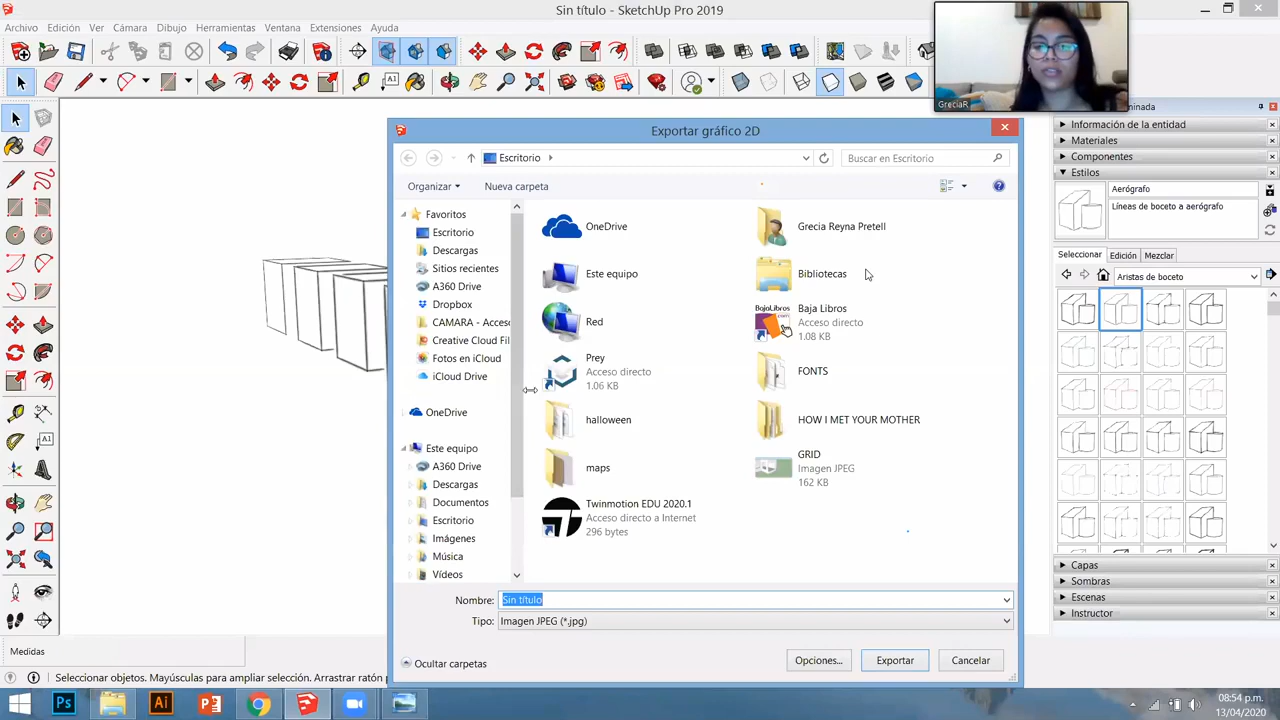 Sin título - SketchUp Pro 2019
Archivo Edición Ver Cámara Dibujo Herramientas Ventana Extensiones Ayuda
GreciaR
Exportar gráfico 2D
Escritorio
Buscar en Escritorio
Organizar Nueva carpeta
Favoritos
Escritorio
Descargas
Sitios recientes
A360 Drive
Dropbox
CAMARA - Acces
Creative Cloud Fil
Fotos en iCloud
iCloud Drive
OneDrive
Este equipo
A360 Drive
Descargas
Documentos
Escritorio
Imágenes
Música
Vídeos
OneDrive
Grecia Reyna Pretell
Este equipo
Bibliotecas
Red
BajaLibros
.com
Baja Libros
Acceso directo
1.08 KB
Prey
Acceso directo
1.06 KB
FONTS
halloween
HOW I MET YOUR MOTHER
maps
GRID
Imagen JPEG
162 KB
Twinmotion EDU 2020.1
Acceso directo a Internet
296 bytes
Nombre: Sin título
Tipo: Imagen JPEG (*.jpg)
Ocultar carpetas
Opciones... Exportar Cancelar
minada
Información de la entidad
Materiales
Componentes
Estilos
Aerógrafo
Líneas de boceto a aerógrafo
Seleccionar Edición Mezclar
Aristas de boceto
Capas
Sombras
Escenas
Instructor
Medidas
Seleccionar objetos. Mayúsculas para ampliar selección. Arrastrar ratón
Ps
Ai
08:54 p.m.
13/04/2020